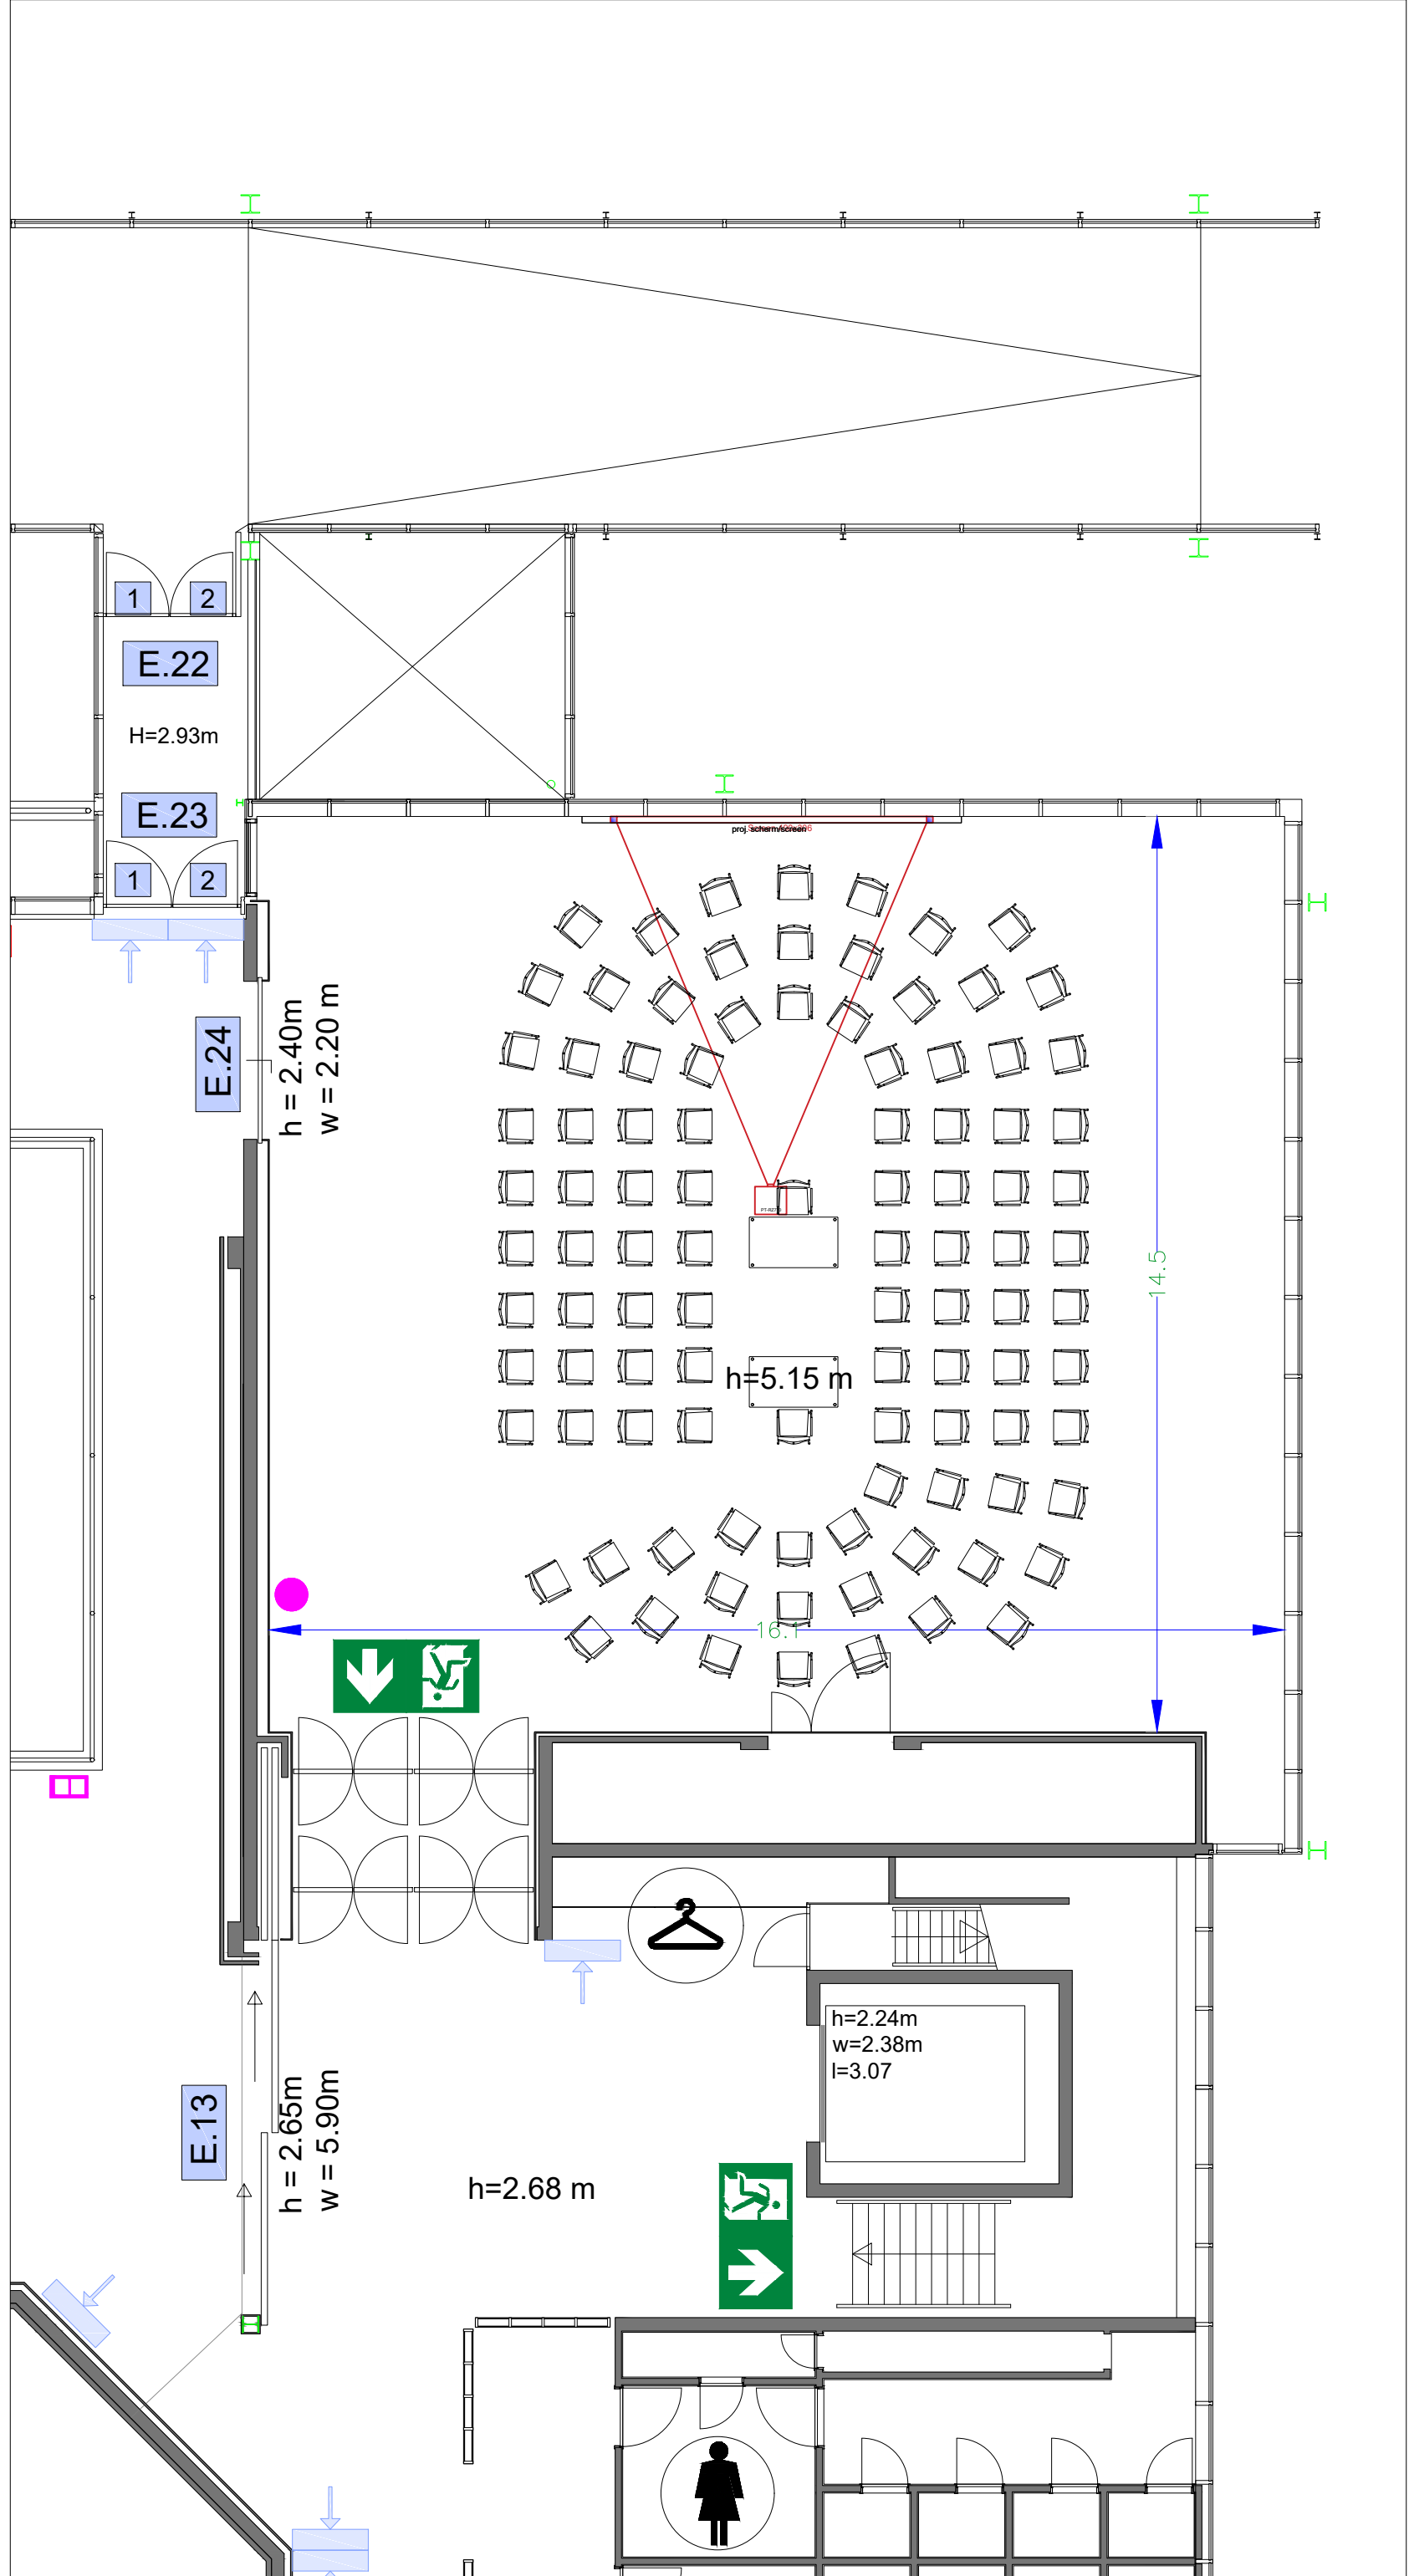 1
2
E.22
H=2.93m
E.23
1
2
proj. scherm/screen
E.24
h = 2.40m
w = 2.20 m
14.5
h=5.15 m
16.1
h=2.24m
w=2.38m
l=3.07
E.13
h = 2.65m
w = 5.90m
h=2.68 m